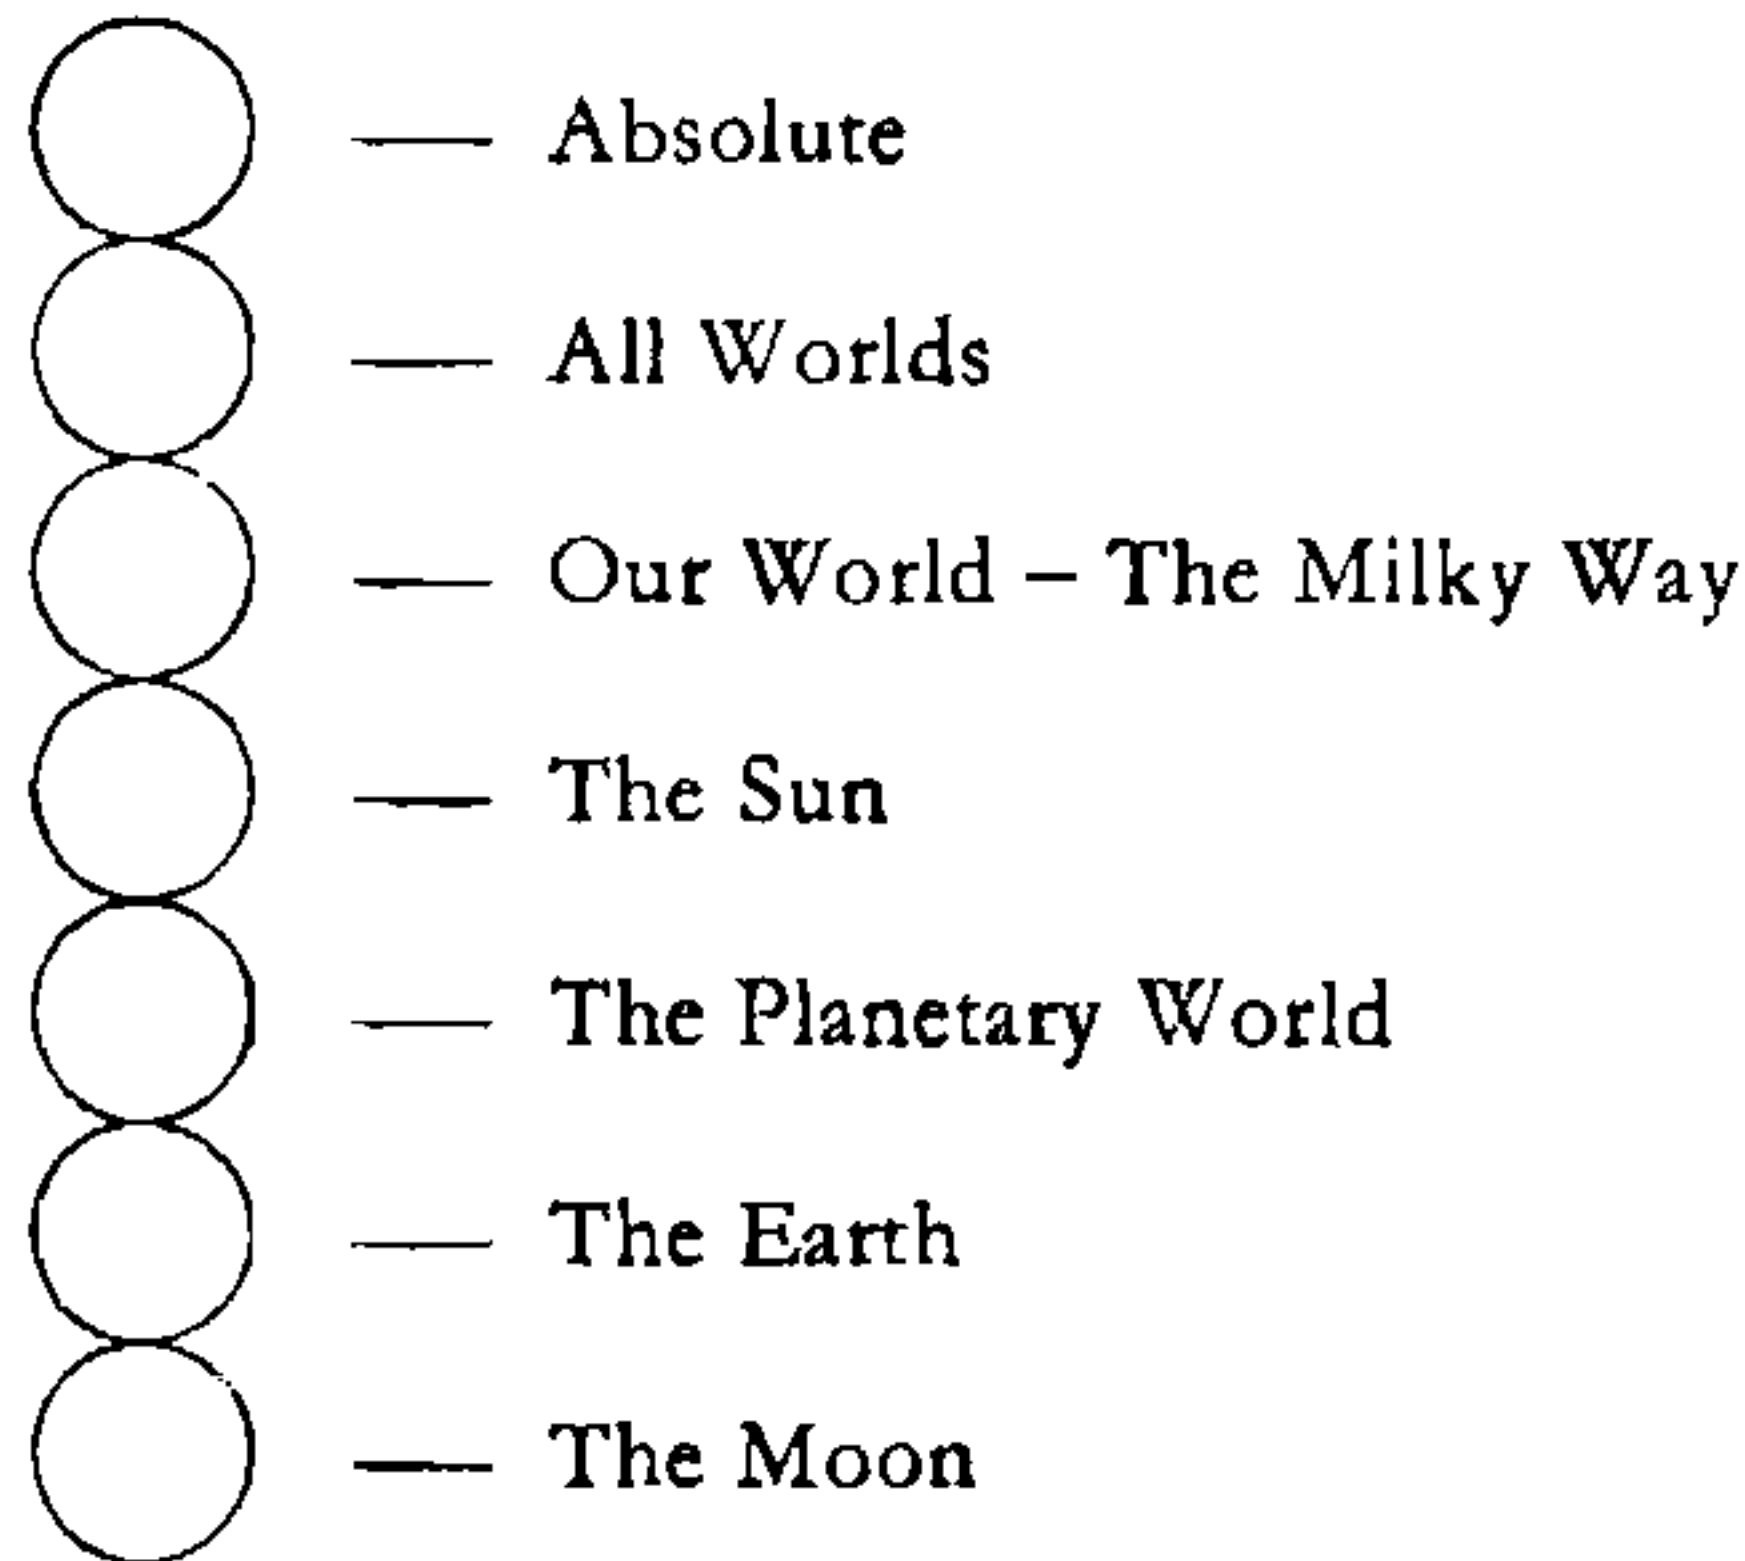 — Absolute
— All Worlds
— Our World – The Milky Way
— The Sun
— The Planetary World
— The Earth
— The Moon